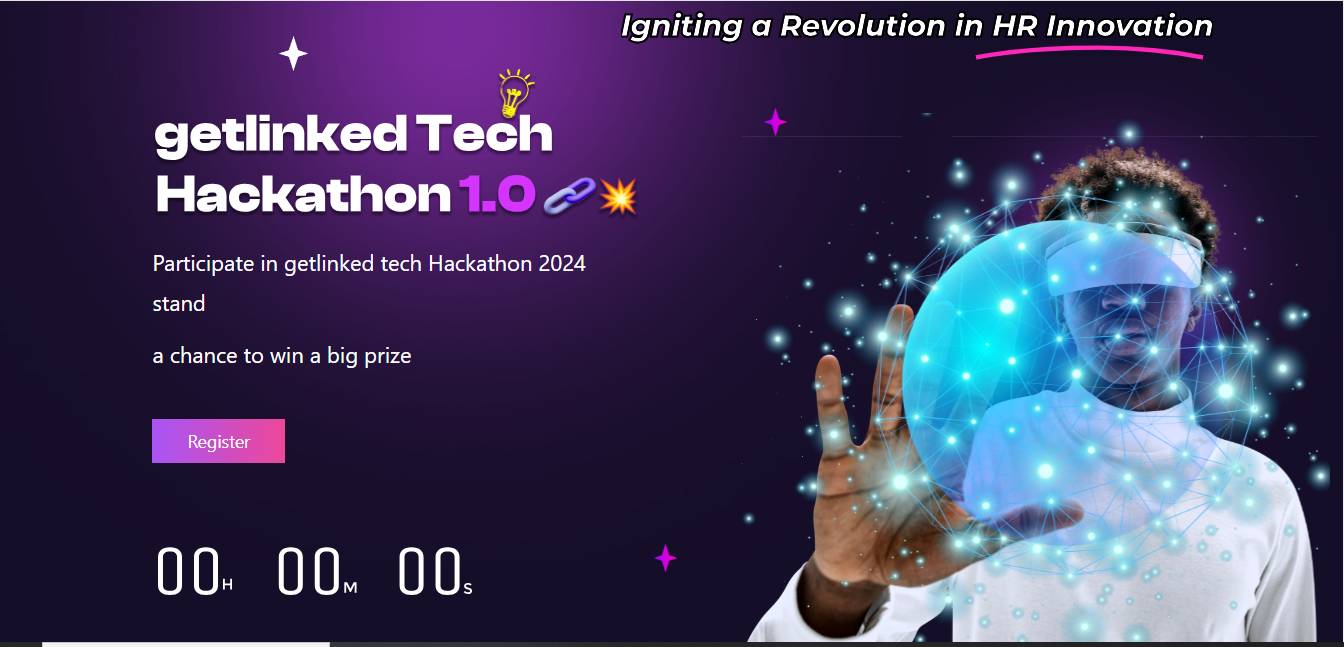 Igniting a Revolution in HR Innovation
getlinked Tech
Hackathon 1.0
Participate in getlinked tech Hackathon 2024
stand
a chance to win a big prize
Register
00H 00M 00S